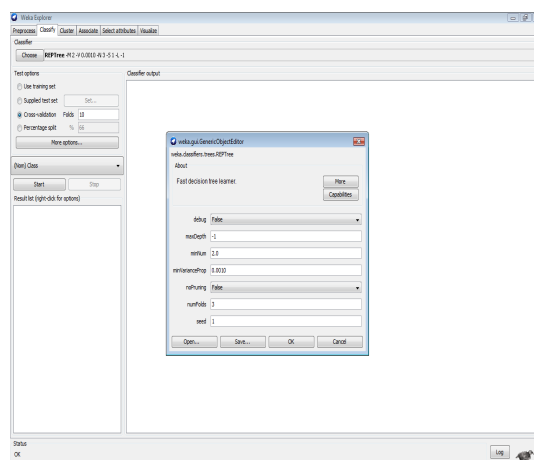 Weka Explorer
Preprocess Classify Cluster Associate Select attributes Visualize
Classifier
Choose REPTree -M 2 -V 0.0010 -N 3 -S 1 -L -1
Test options
Use training set
Supplied test set Set...
Cross-validation Folds 10
Percentage split % 66
More options...
(Nom) Class
Start Stop
Result list (right-click for options)
Classifier output
weka.gui.GenericObjectEditor
weka.classifiers.trees.REPTree
About
Fast decision tree learner.
More
Capabilities
debug False
maxDepth -1
minNum 2.0
minVarianceProp 0.0010
noPruning False
numFolds 3
seed 1
Open... Save... OK Cancel
Status
OK
Log